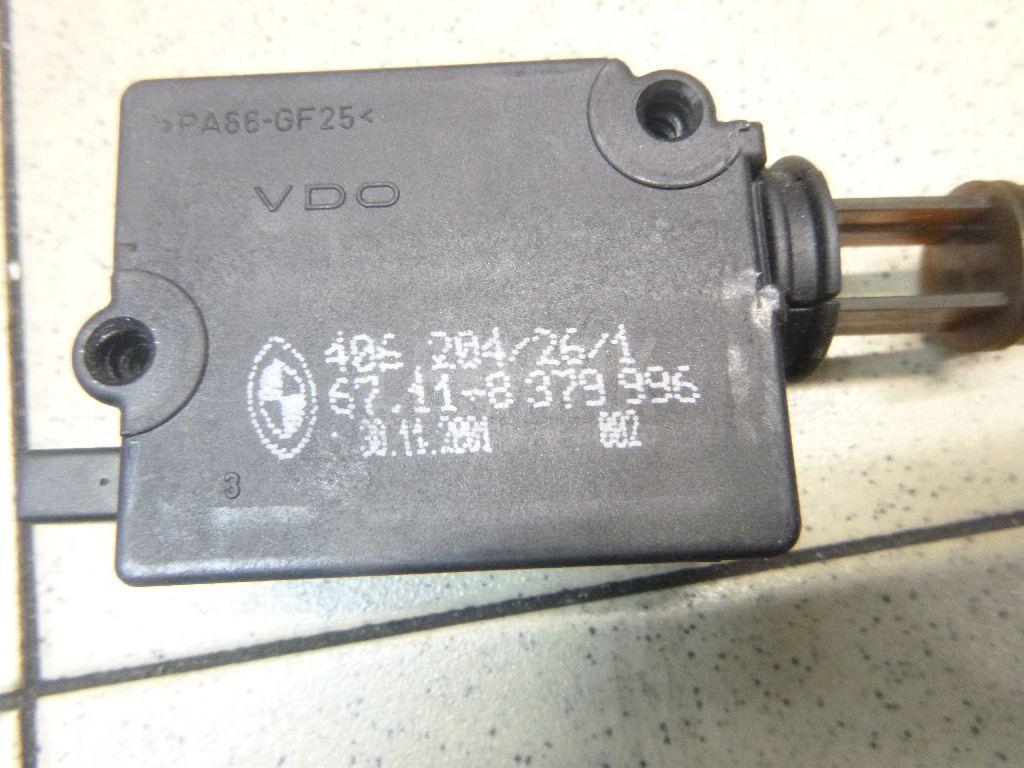 >PA66-GF25<
VDO
406 204/26/1
67.11-8 379 996
30.11.2001 002
3